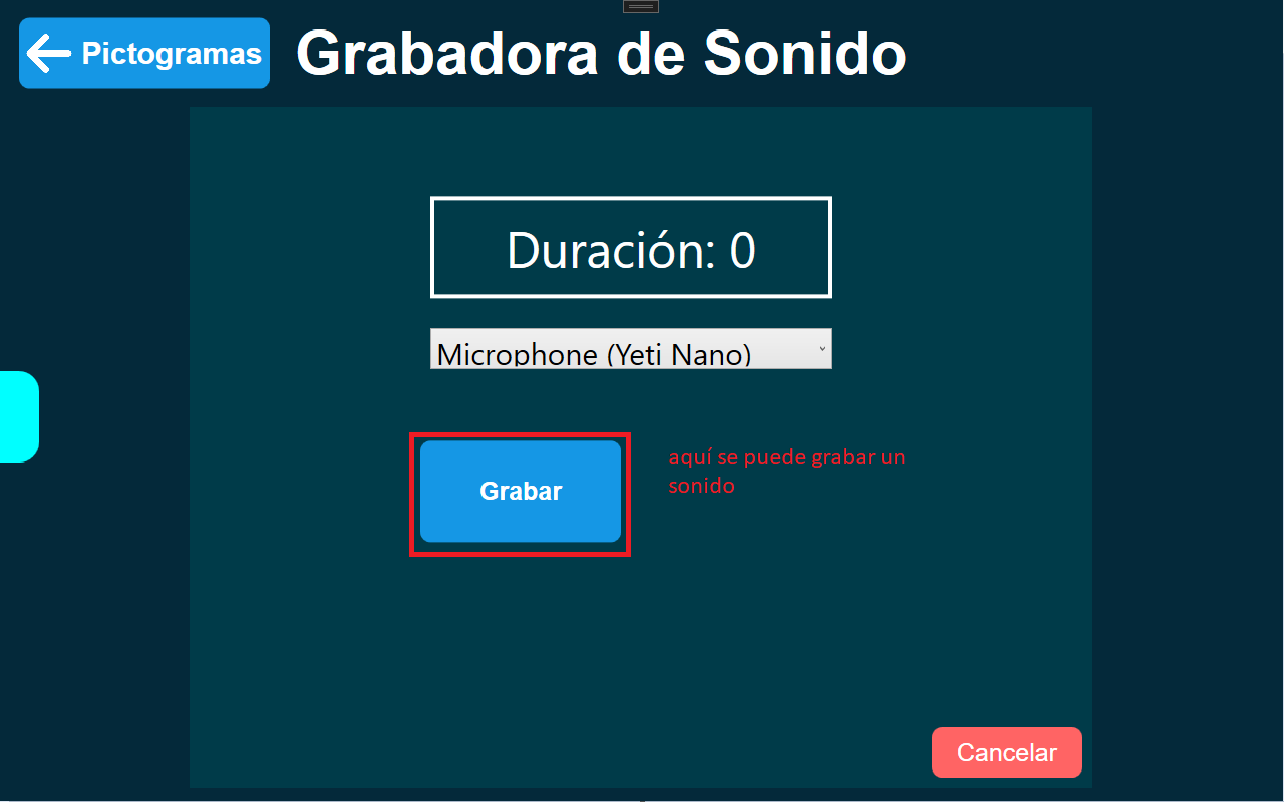 Pictogramas
Grabadora de Sonido
Duración: 0
Microphone (Yeti Nano)
Grabar
aquí se puede grabar un
sonido
Cancelar